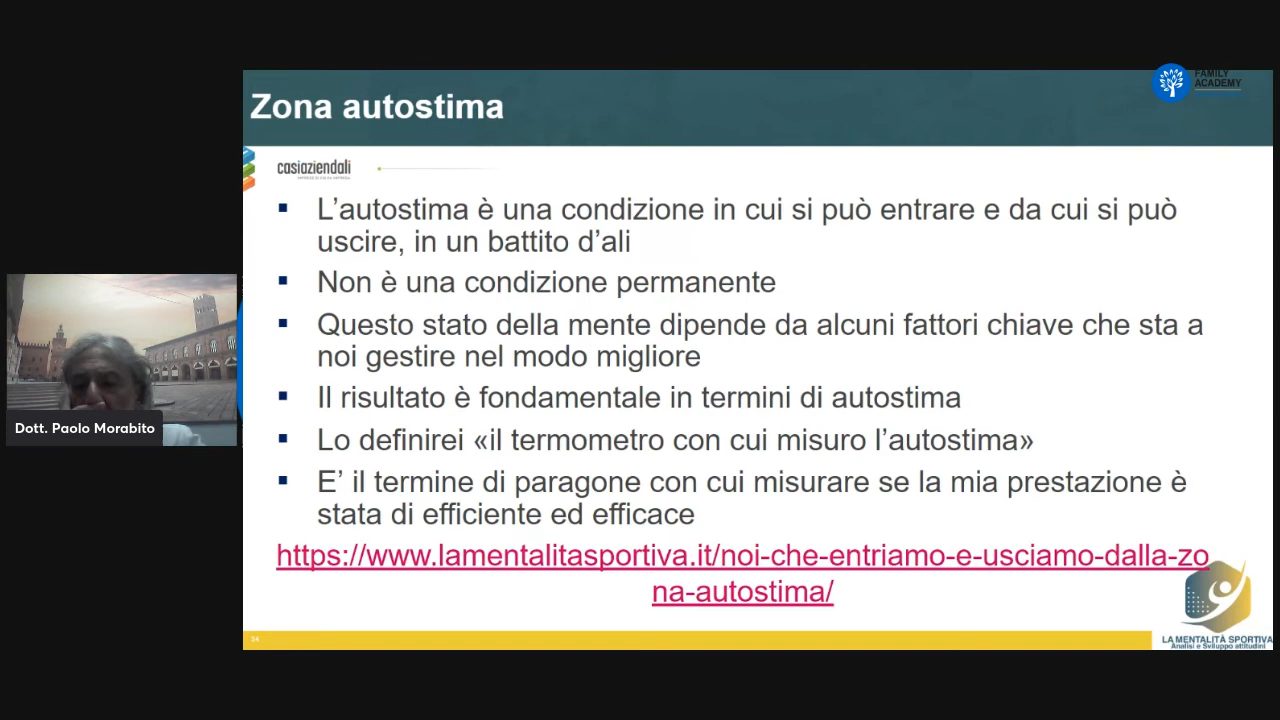 FAMILY
ACADEMY
Zona autostima
casiaziendali
L'autostima è una condizione in cui si può entrare e da cui si può
uscire, in un battito d'ali
Non è una condizione permanente
Questo stato della mente dipende da alcuni fattori chiave che sta a
noi gestire nel modo migliore
Il risultato è fondamentale in termini di autostima
Lo definirei «il termometro con cui misuro l'autostima»
E' il termine di paragone con cui misurare se la mia prestazione è
stata di efficiente ed efficace
https://www.lamentalitasportiva.it/noi-che-entriamo-e-usciamo-dalla-zo
na-autostima/
Dott. Paolo Morabito
34
LA MENTALITÀ SPORTIVA
Analisi e Sviluppo attitudini